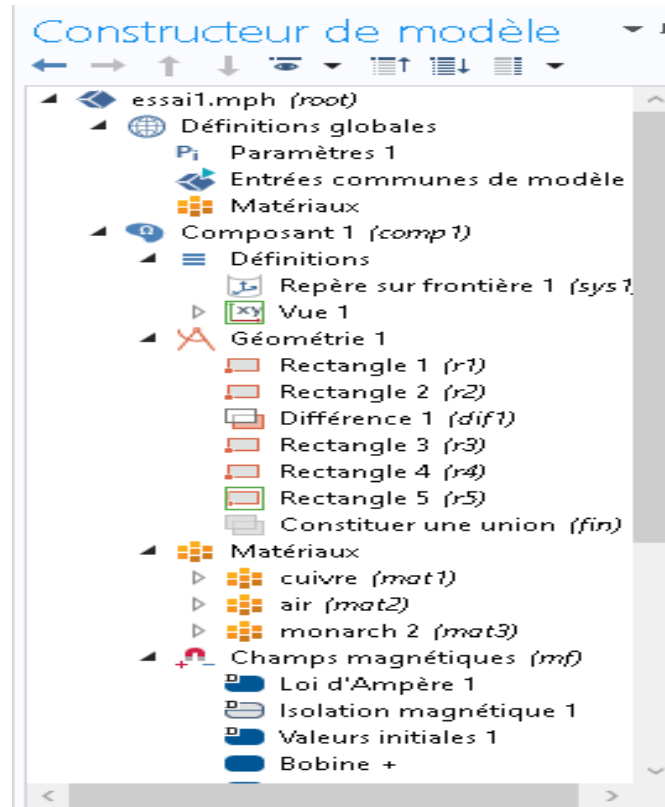 Constructeur de modèle
essai1.mph (root)
Définitions globales
Pi Paramètres 1
Entrées communes de modèle
Matériaux
Composant 1 (comp1)
Définitions
Repère sur frontière 1 (sys1
xy Vue 1
Géométrie 1
Rectangle 1 (r1)
Rectangle 2 (r2)
Différence 1 (dif1)
Rectangle 3 (r3)
Rectangle 4 (r4)
Rectangle 5 (r5)
Constituer une union (fin)
Matériaux
cuivre (mat1)
air (mat2)
monarch 2 (mat3)
Champs magnétiques (mf)
D Loi d'Ampère 1
D Isolation magnétique 1
D Valeurs initiales 1
Bobine +